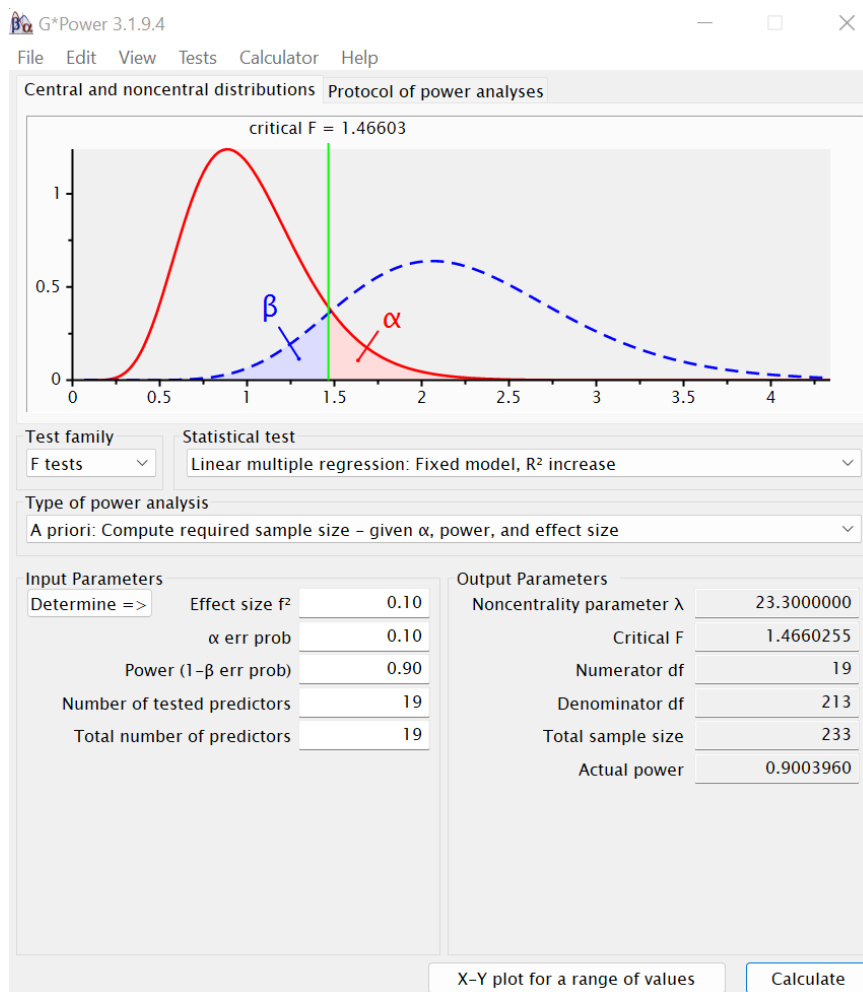 βα G*Power 3.1.9.4
File Edit View Tests Calculator Help
Central and noncentral distributions Protocol of power analyses
critical F = 1.46603
1
0.5
0
β
α
0 0.5 1 1.5 2 2.5 3 3.5 4
Test family Statistical test
F tests Linear multiple regression: Fixed model, R² increase
Type of power analysis
A priori: Compute required sample size – given α, power, and effect size
Input Parameters Output Parameters
Determine => Effect size f² 0.10 Noncentrality parameter λ 23.3000000
α err prob 0.10 Critical F 1.4660255
Power (1-β err prob) 0.90 Numerator df 19
Number of tested predictors 19 Denominator df 213
Total number of predictors 19 Total sample size 233
Actual power 0.9003960
X-Y plot for a range of values Calculate